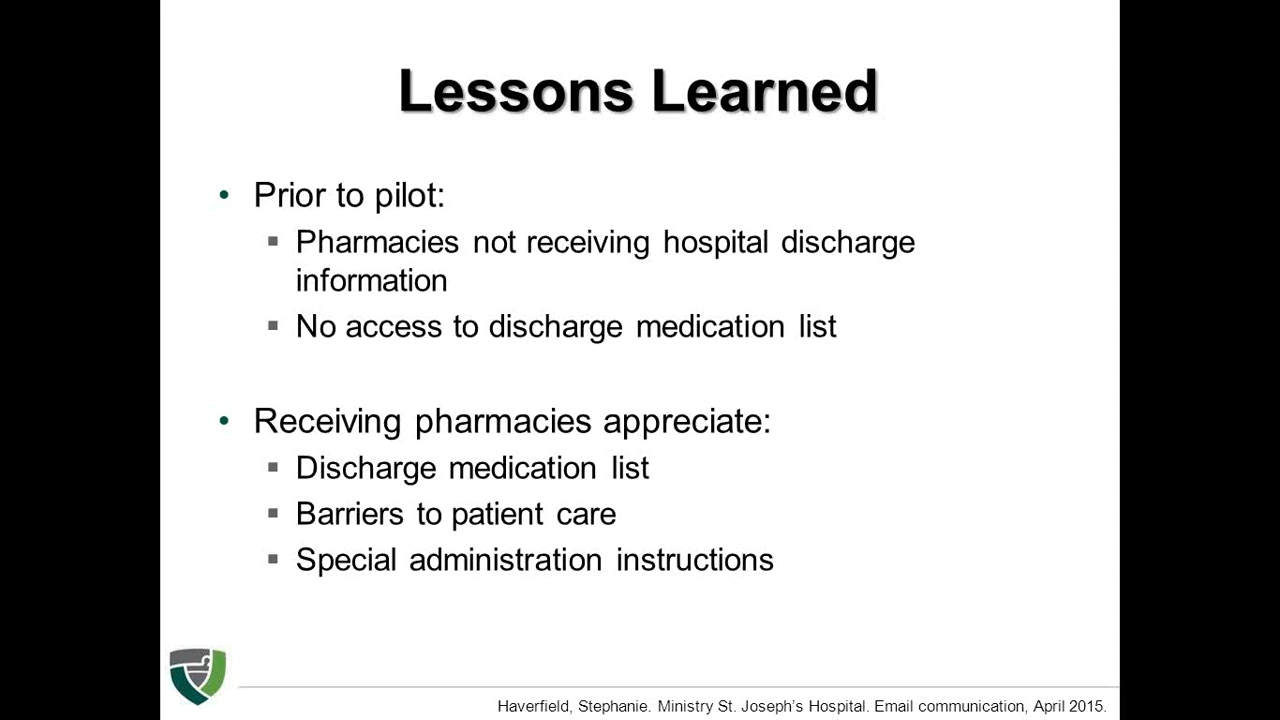 Lessons Learned
• Prior to pilot:
▪ Pharmacies not receiving hospital discharge
information
▪ No access to discharge medication list
• Receiving pharmacies appreciate:
▪ Discharge medication list
▪ Barriers to patient care
▪ Special administration instructions
Haverfield, Stephanie. Ministry St. Joseph’s Hospital. Email communication, April 2015.